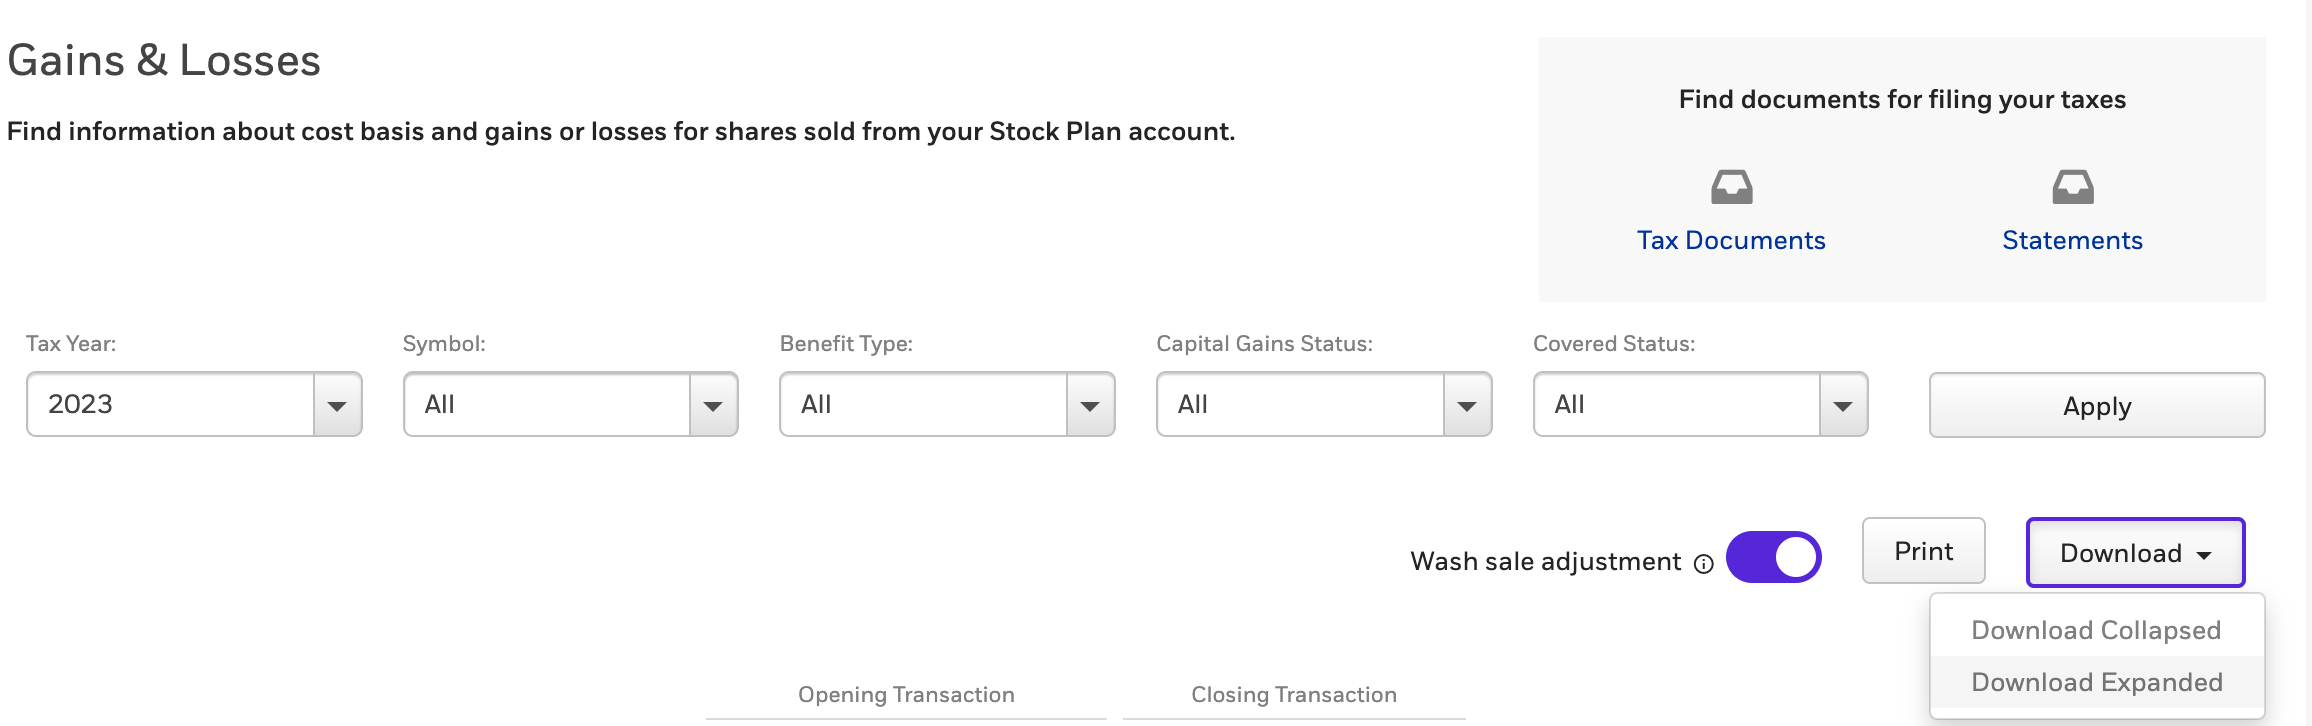 Gains & Losses
Find information about cost basis and gains or losses for shares sold from your Stock Plan account.
Find documents for filing your taxes
Tax Documents
Statements
Tax Year:
Symbol:
Benefit Type:
Capital Gains Status:
Covered Status:
2023
All
All
All
All
Apply
Wash sale adjustment
Print
Download
Download Collapsed
Download Expanded
Opening Transaction
Closing Transaction